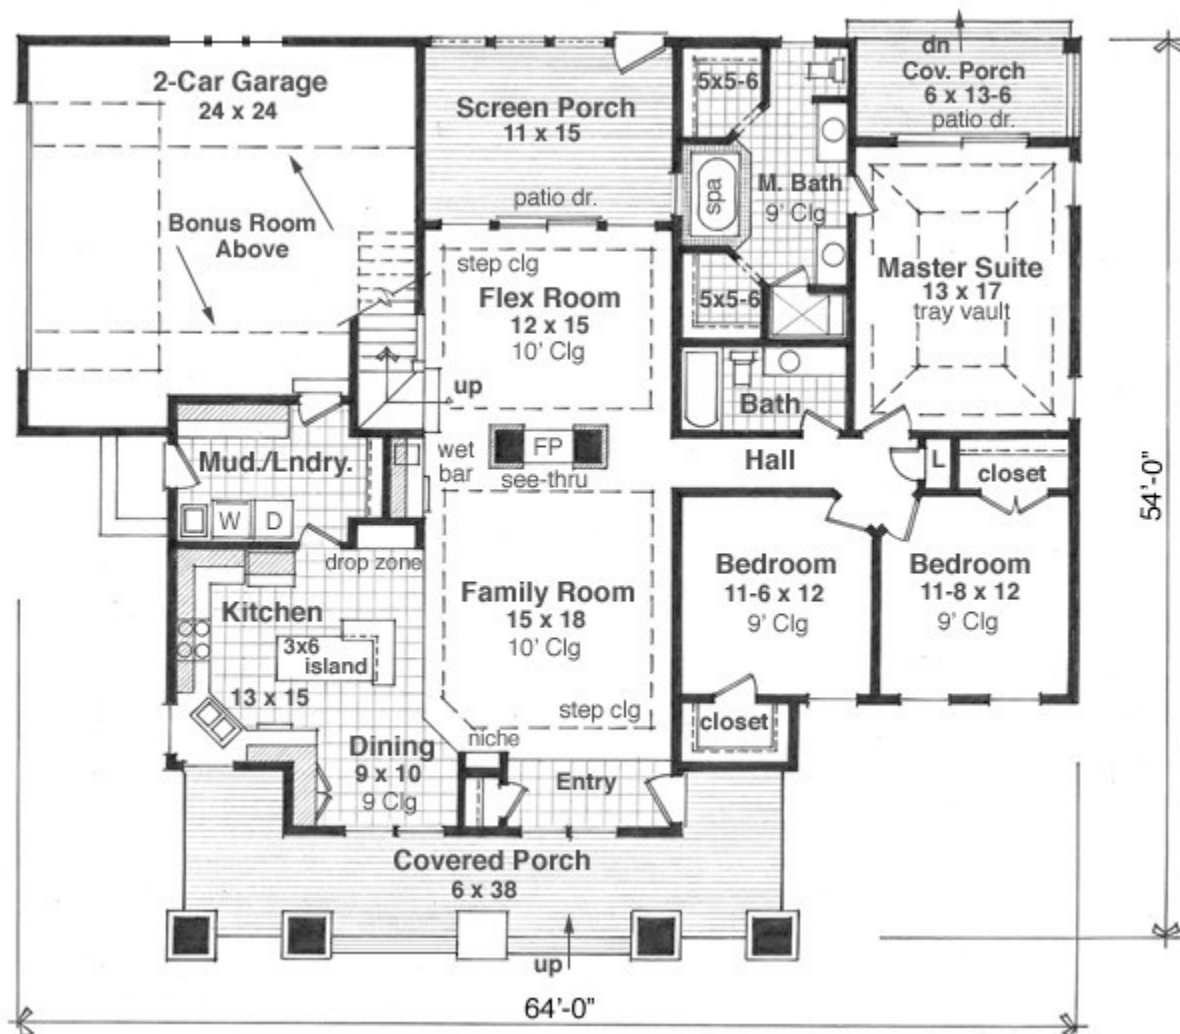 2-Car Garage
24 x 24
Bonus Room
Above
Screen Porch
11 x 15
patio dr.
5x5-6
spa
M. Bath
9' Clg
5x5-6
dn
Cov. Porch
6 x 13-6
patio dr.
Master Suite
13 x 17
tray vault
step clg
Flex Room
12 x 15
10' Clg
up
Bath
Mud./Lndry.
W
D
wet
bar
FP
see-thru
Hall
L
closet
drop zone
Kitchen
3x6
island
13 x 15
Family Room
15 x 18
10' Clg
step clg
Bedroom
11-6 x 12
9' Clg
Bedroom
11-8 x 12
9' Clg
closet
niche
Dining
9 x 10
9 Clg
Entry
Covered Porch
6 x 38
up
54'-0"
64'-0"